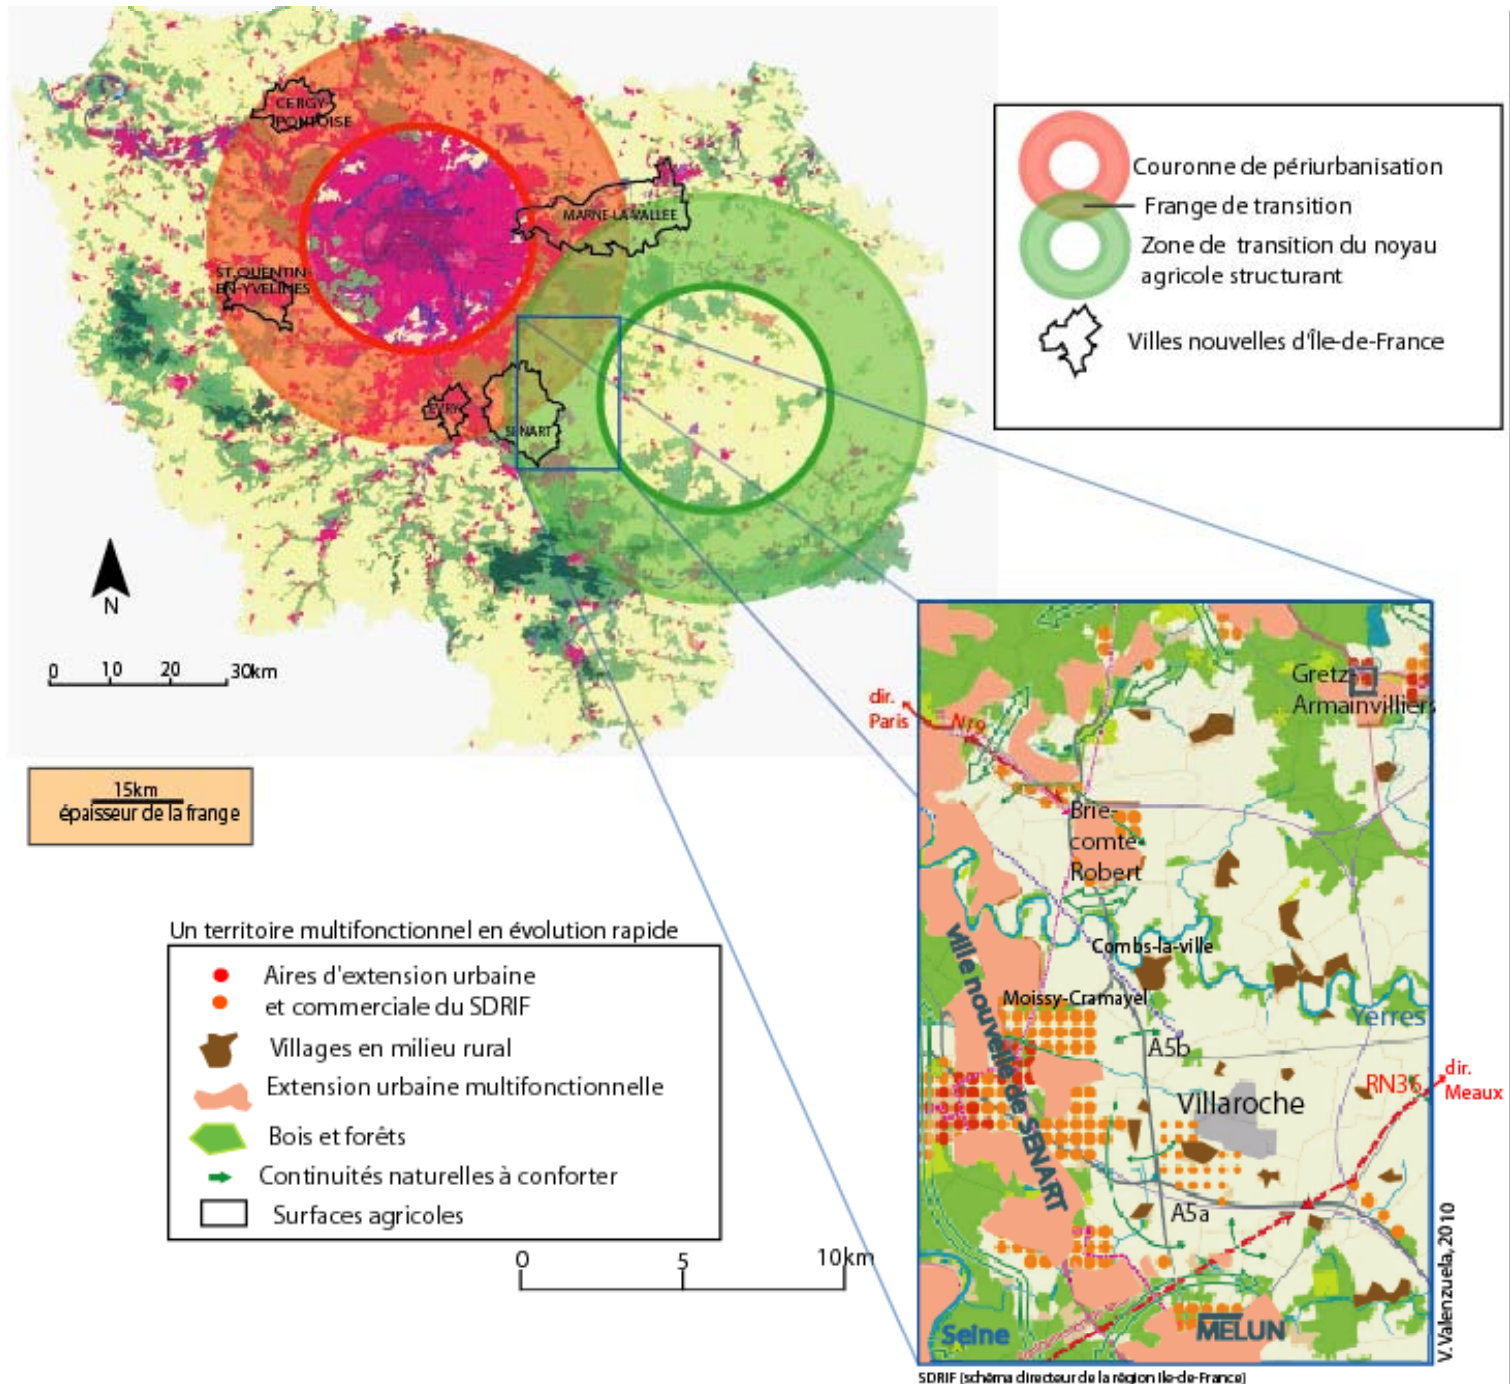 CERGY-
PONTOISE
MARNE-LA-VALLEE
ST QUENTIN-
EN-YVELINES
EVRY
SENART
N
0 10 20 30km
Couronne de périurbanisation
Frange de transition
Zone de transition du noyau
agricole structurant
Villes nouvelles d'Île-de-France
15km
épaisseur de la frange
Un territoire multifonctionnel en évolution rapide
Aires d'extension urbaine
et commerciale du SDRIF
Villages en milieu rural
Extension urbaine multifonctionnelle
Bois et forêts
Continuités naturelles à conforter
Surfaces agricoles
0 5 10km
dir.
Paris
N19
Gretz-
Armainvilliers
Brie-
comte-
Robert
Combs-la-ville
Moissy-Cramayel
ville nouvelle de SENART
Yerres
A5b
RN36
dir.
Meaux
Villaroche
A5a
Seine
MELUN
V. Valenzuela, 2010
SDRIF [schéma directeur de la région Ile-de-France]